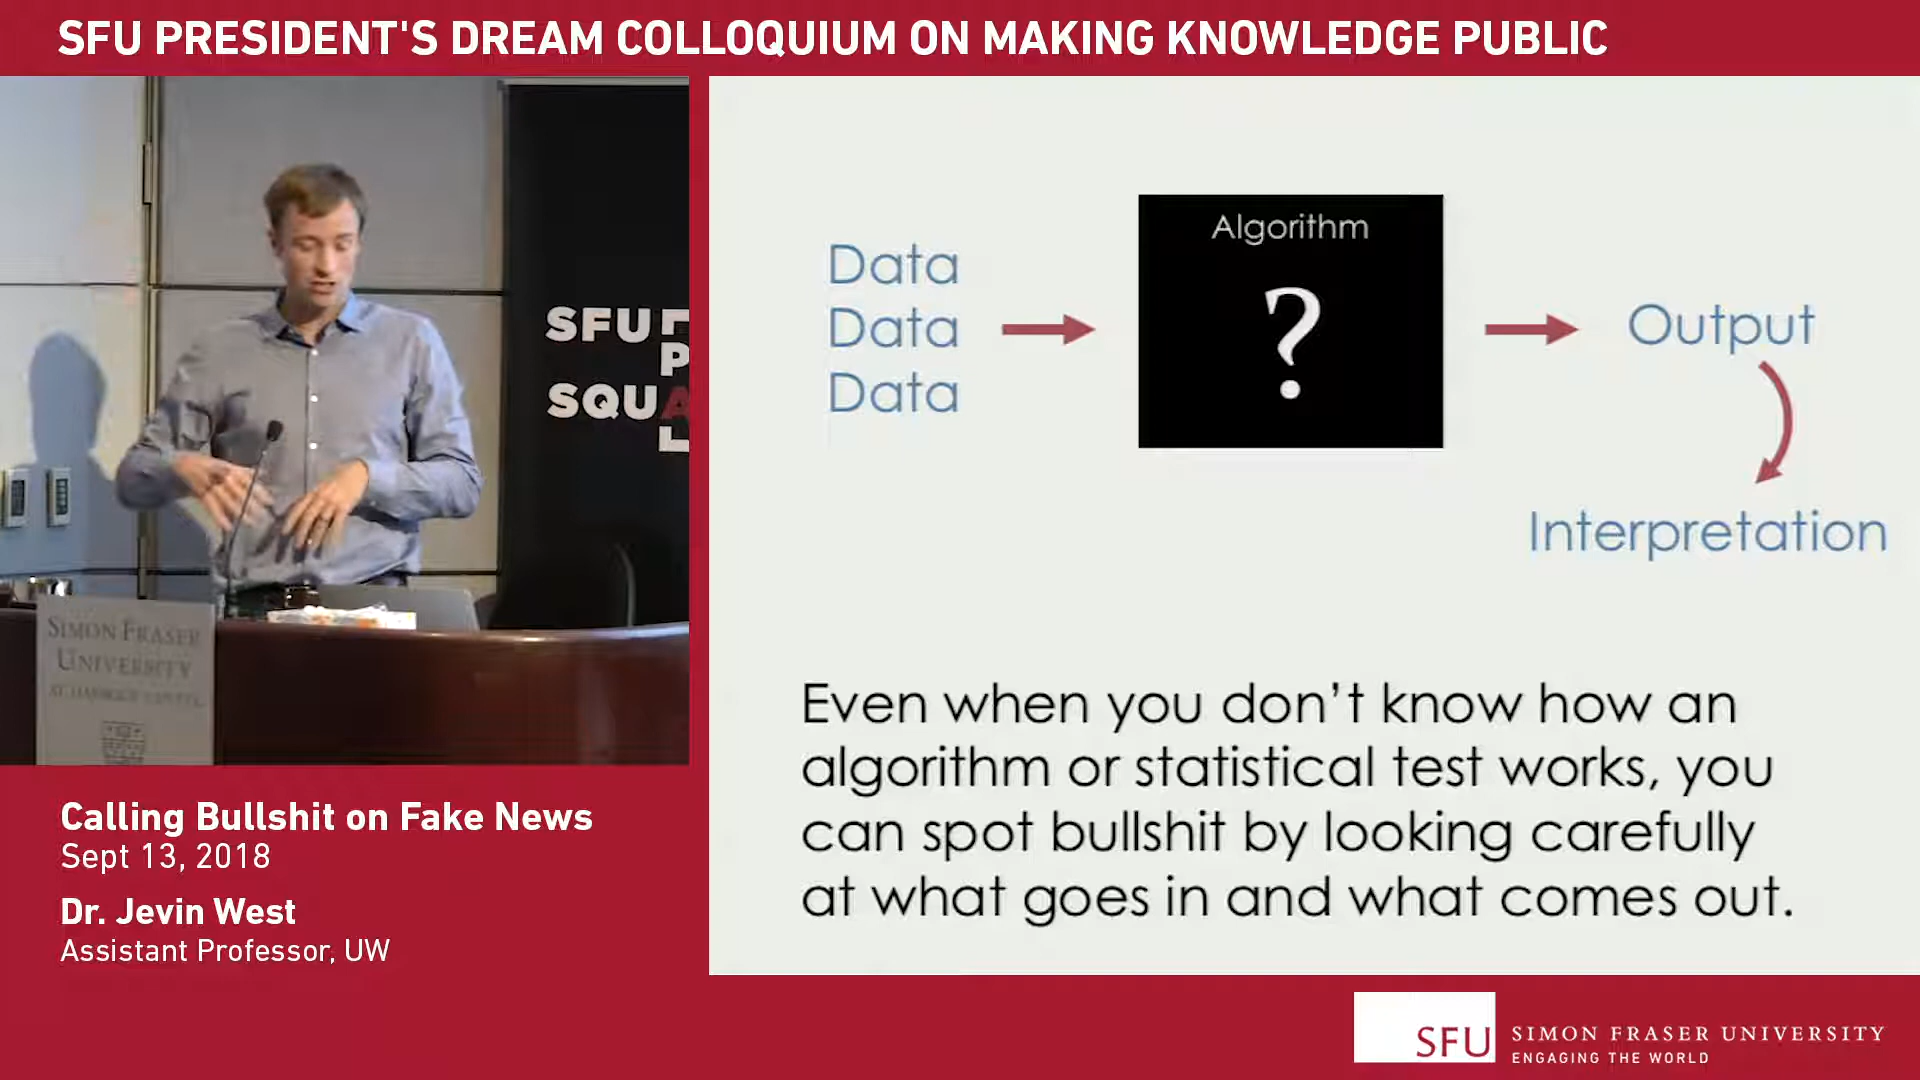 SFU PRESIDENT'S DREAM COLLOQUIUM ON MAKING KNOWLEDGE PUBLIC
SFU
P
SQUA
SIMON FRASER
UNIVERSITY
Algorithm
?
Data
Data
Data
Output
Interpretation
Even when you don’t know how an
algorithm or statistical test works, you
can spot bullshit by looking carefully
at what goes in and what comes out.
Calling Bullshit on Fake News
Sept 13, 2018
Dr. Jevin West
Assistant Professor, UW
SFU
SIMON FRASER UNIVERSITY
ENGAGING THE WORLD